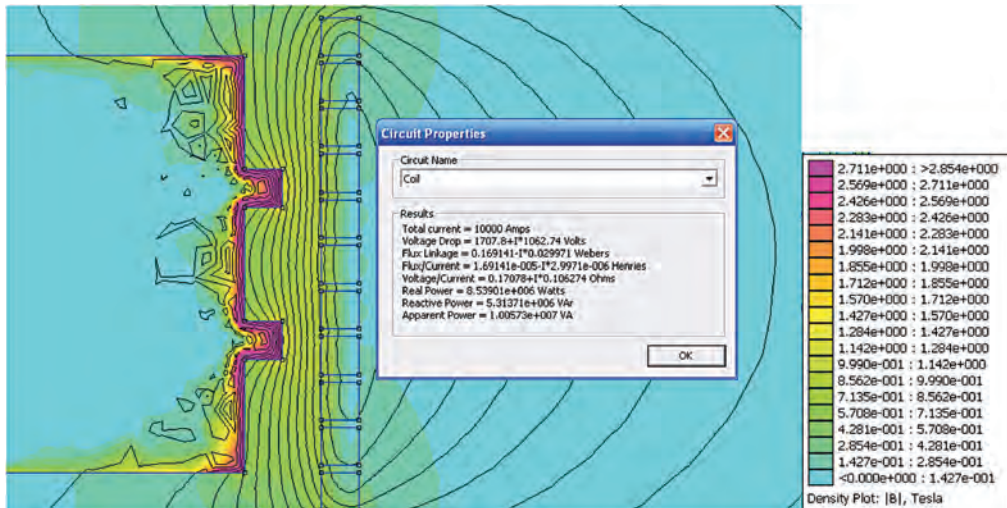 Circuit Properties
Circuit Name
Coil
Results
Total current = 10000 Amps
Voltage Drop = 1707.8+I*1062.74 Volts
Flux Linkage = 0.169141-I*0.029971 Webers
Flux/Current = 1.69141e-005-I*2.9971e-006 Henries
Voltage/Current = 0.17078+I*0.106274 Ohms
Real Power = 8.53901e+006 Watts
Reactive Power = 5.31371e+006 VAr
Apparent Power = 1.00573e+007 VA
OK
2.711e+000 : >2.854e+000
2.569e+000 : 2.711e+000
2.426e+000 : 2.569e+000
2.283e+000 : 2.426e+000
2.141e+000 : 2.283e+000
1.998e+000 : 2.141e+000
1.855e+000 : 1.998e+000
1.712e+000 : 1.855e+000
1.570e+000 : 1.712e+000
1.427e+000 : 1.570e+000
1.284e+000 : 1.427e+000
1.142e+000 : 1.284e+000
9.990e-001 : 1.142e+000
8.562e-001 : 9.990e-001
7.135e-001 : 8.562e-001
5.708e-001 : 7.135e-001
4.281e-001 : 5.708e-001
2.854e-001 : 4.281e-001
1.427e-001 : 2.854e-001
<0.000e+000 : 1.427e-001
Density Plot: |B|, Tesla